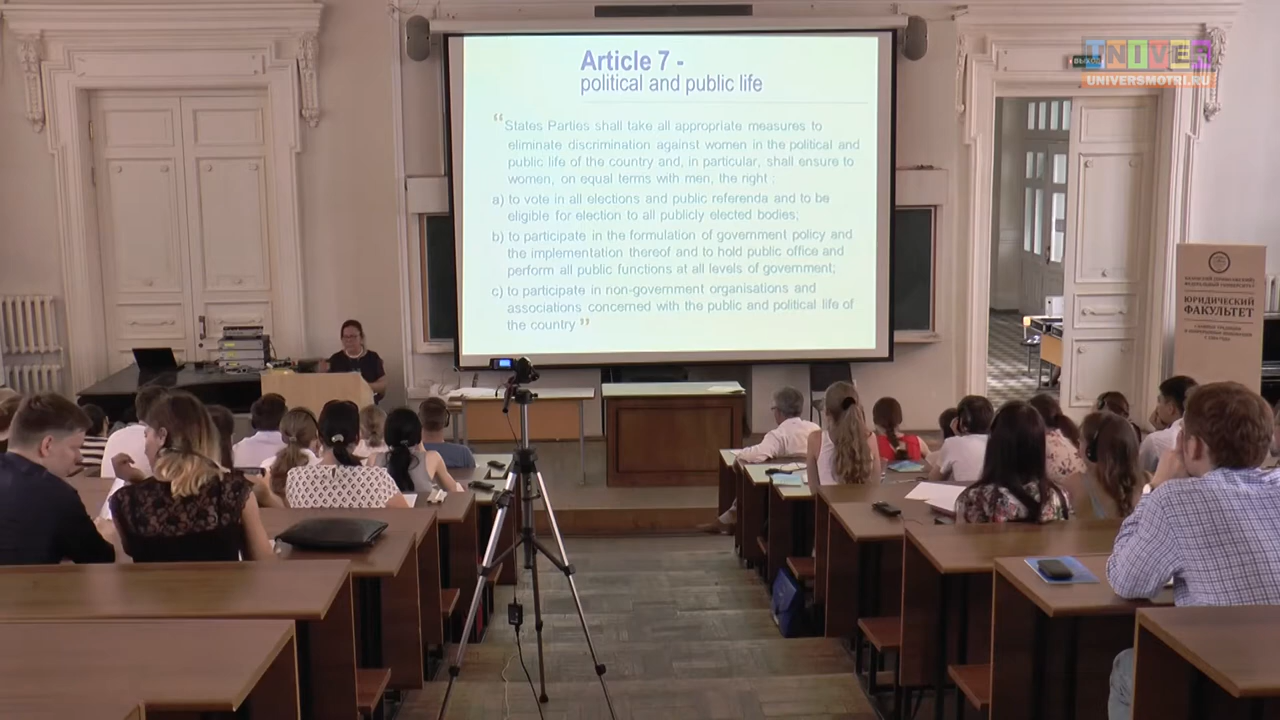 Article 7 -
political and public life
“States Parties shall take all appropriate measures to
eliminate discrimination against women in the political and
public life of the country and, in particular, shall ensure to
women, on equal terms with men, the right :
a) to vote in all elections and public referenda and to be
eligible for election to all publicly elected bodies;
b) to participate in the formulation of government policy and
the implementation thereof and to hold public office and
perform all public functions at all levels of government;
c) to participate in non-government organisations and
associations concerned with the public and political life of
the country ”
ВЫХОД
UNIVER
UNIVERSMOTRI.RU
ЮРИДИЧЕСКИЙ
ФАКУЛЬТЕТ